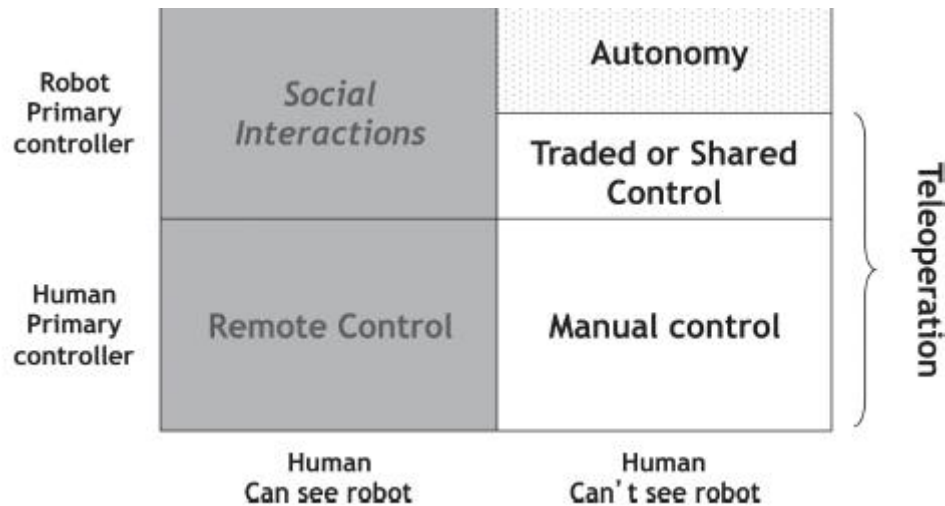 Robot
Primary
controller
Social
Interactions
Autonomy
Traded or Shared
Control
Human
Primary
controller
Remote Control
Manual control
Teleoperation
Human
Can see robot
Human
Can't see robot